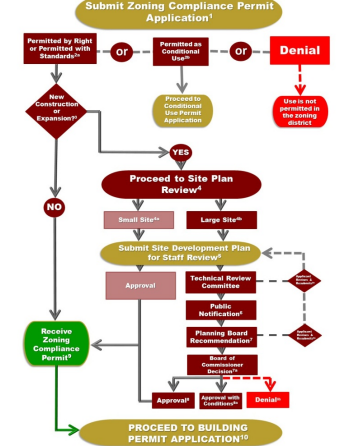 Submit Zoning Compliance Permit
Application¹
Permitted by Right
or Permitted with
Standards²ᵃ
or
Permitted as
Conditional
Use²ᵇ
or
Denial
Proceed to
Conditional
Use Permit
Application
Use is not
permitted in
the zoning
district
New
Construction
or
Expansion?³
YES
Proceed to Site Plan
Review⁴
NO
Small Site⁴ᵃ
Large Site⁴ᵇ
Submit Site Development Plan
for Staff Review⁵
Approval
Technical Review
Committee
Public
Notification⁶
Planning Board
Recommendation⁷
Board of
Commissioner
Decision⁷ᵃ
Receive
Zoning
Compliance
Permit⁹
Approval⁸
Approval with
Conditions⁸ᵃ
Denial
PROCEED TO BUILDING
PERMIT APPLICATION¹⁰